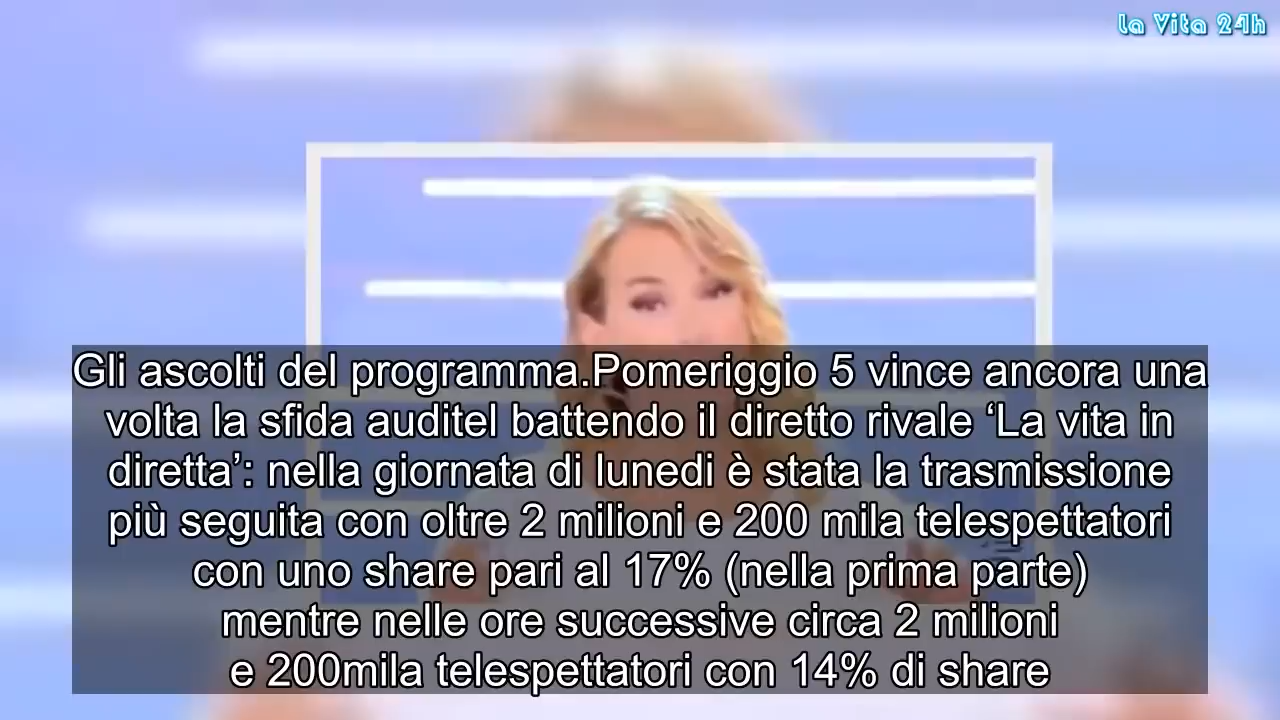 La Vita 24h
Gli ascolti del programma.Pomeriggio 5 vince ancora una
volta la sfida auditel battendo il diretto rivale ‘La vita in
diretta’: nella giornata di lunedi è stata la trasmissione
più seguita con oltre 2 milioni e 200 mila telespettatori
con uno share pari al 17% (nella prima parte)
mentre nelle ore successive circa 2 milioni
e 200mila telespettatori con 14% di share